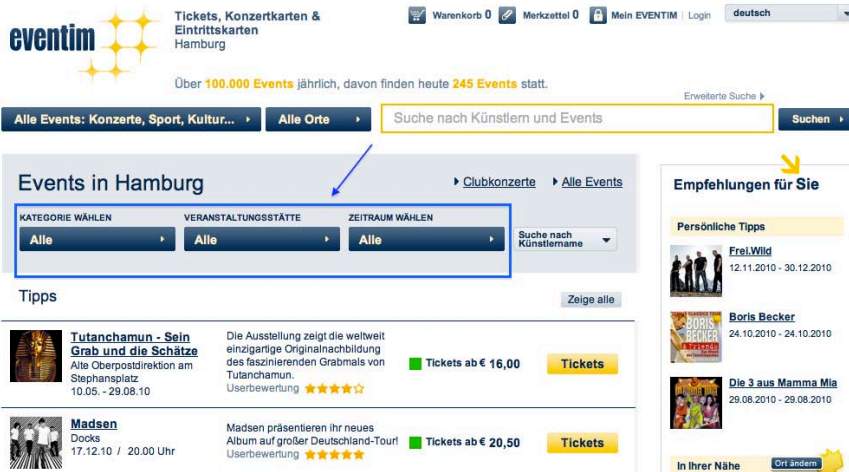 eventim
Tickets, Konzertkarten &
Eintrittskarten
Hamburg
Warenkorb 0
Merkzettel 0
Mein EVENTIM | Login
deutsch
Über 100.000 Events jährlich, davon finden heute 245 Events statt.
Erweiterte Suche
Alle Events: Konzerte, Sport, Kultur...
Alle Orte
Suche nach Künstlern und Events
Suchen
Events in Hamburg
Clubkonzerte
Alle Events
KATEGORIE WÄHLEN
VERANSTALTUNGSSTÄTTE
ZEITRAUM WÄHLEN
Alle
Alle
Alle
Suche nach
Künstlername
Tipps
Zeige alle
Tutanchamun - Sein
Grab und die Schätze
Alte Oberpostdirektion am
Stephansplatz
10.05. - 29.08.10
Die Ausstellung zeigt die weltweit
einzigartige Originalnachbildung
des faszinierenden Grabmals von
Tutanchamun.
Userbewertung
Tickets ab € 16,00
Tickets
Madsen
Docks
17.12.10 / 20.00 Uhr
Madsen präsentieren ihr neues
Album auf großer Deutschland-Tour!
Userbewertung
Tickets ab € 20,50
Tickets
Empfehlungen für Sie
Persönliche Tipps
Frei.Wild
12.11.2010 - 30.12.2010
BORIS
BECKER
& Friends
Boris Becker
24.10.2010 - 24.10.2010
Die 3 aus Mamma Mia
29.08.2010 - 29.08.2010
In Ihrer Nähe
Ort ändern